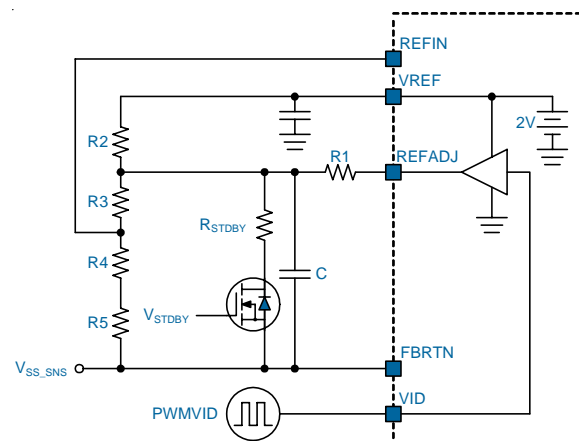 REFIN
VREF
2V
R2
R1
REFADJ
R3
RSTDBY
R4
C
VSTDBY
R5
FBRTN
VSS_SNS
VID
PWMVID